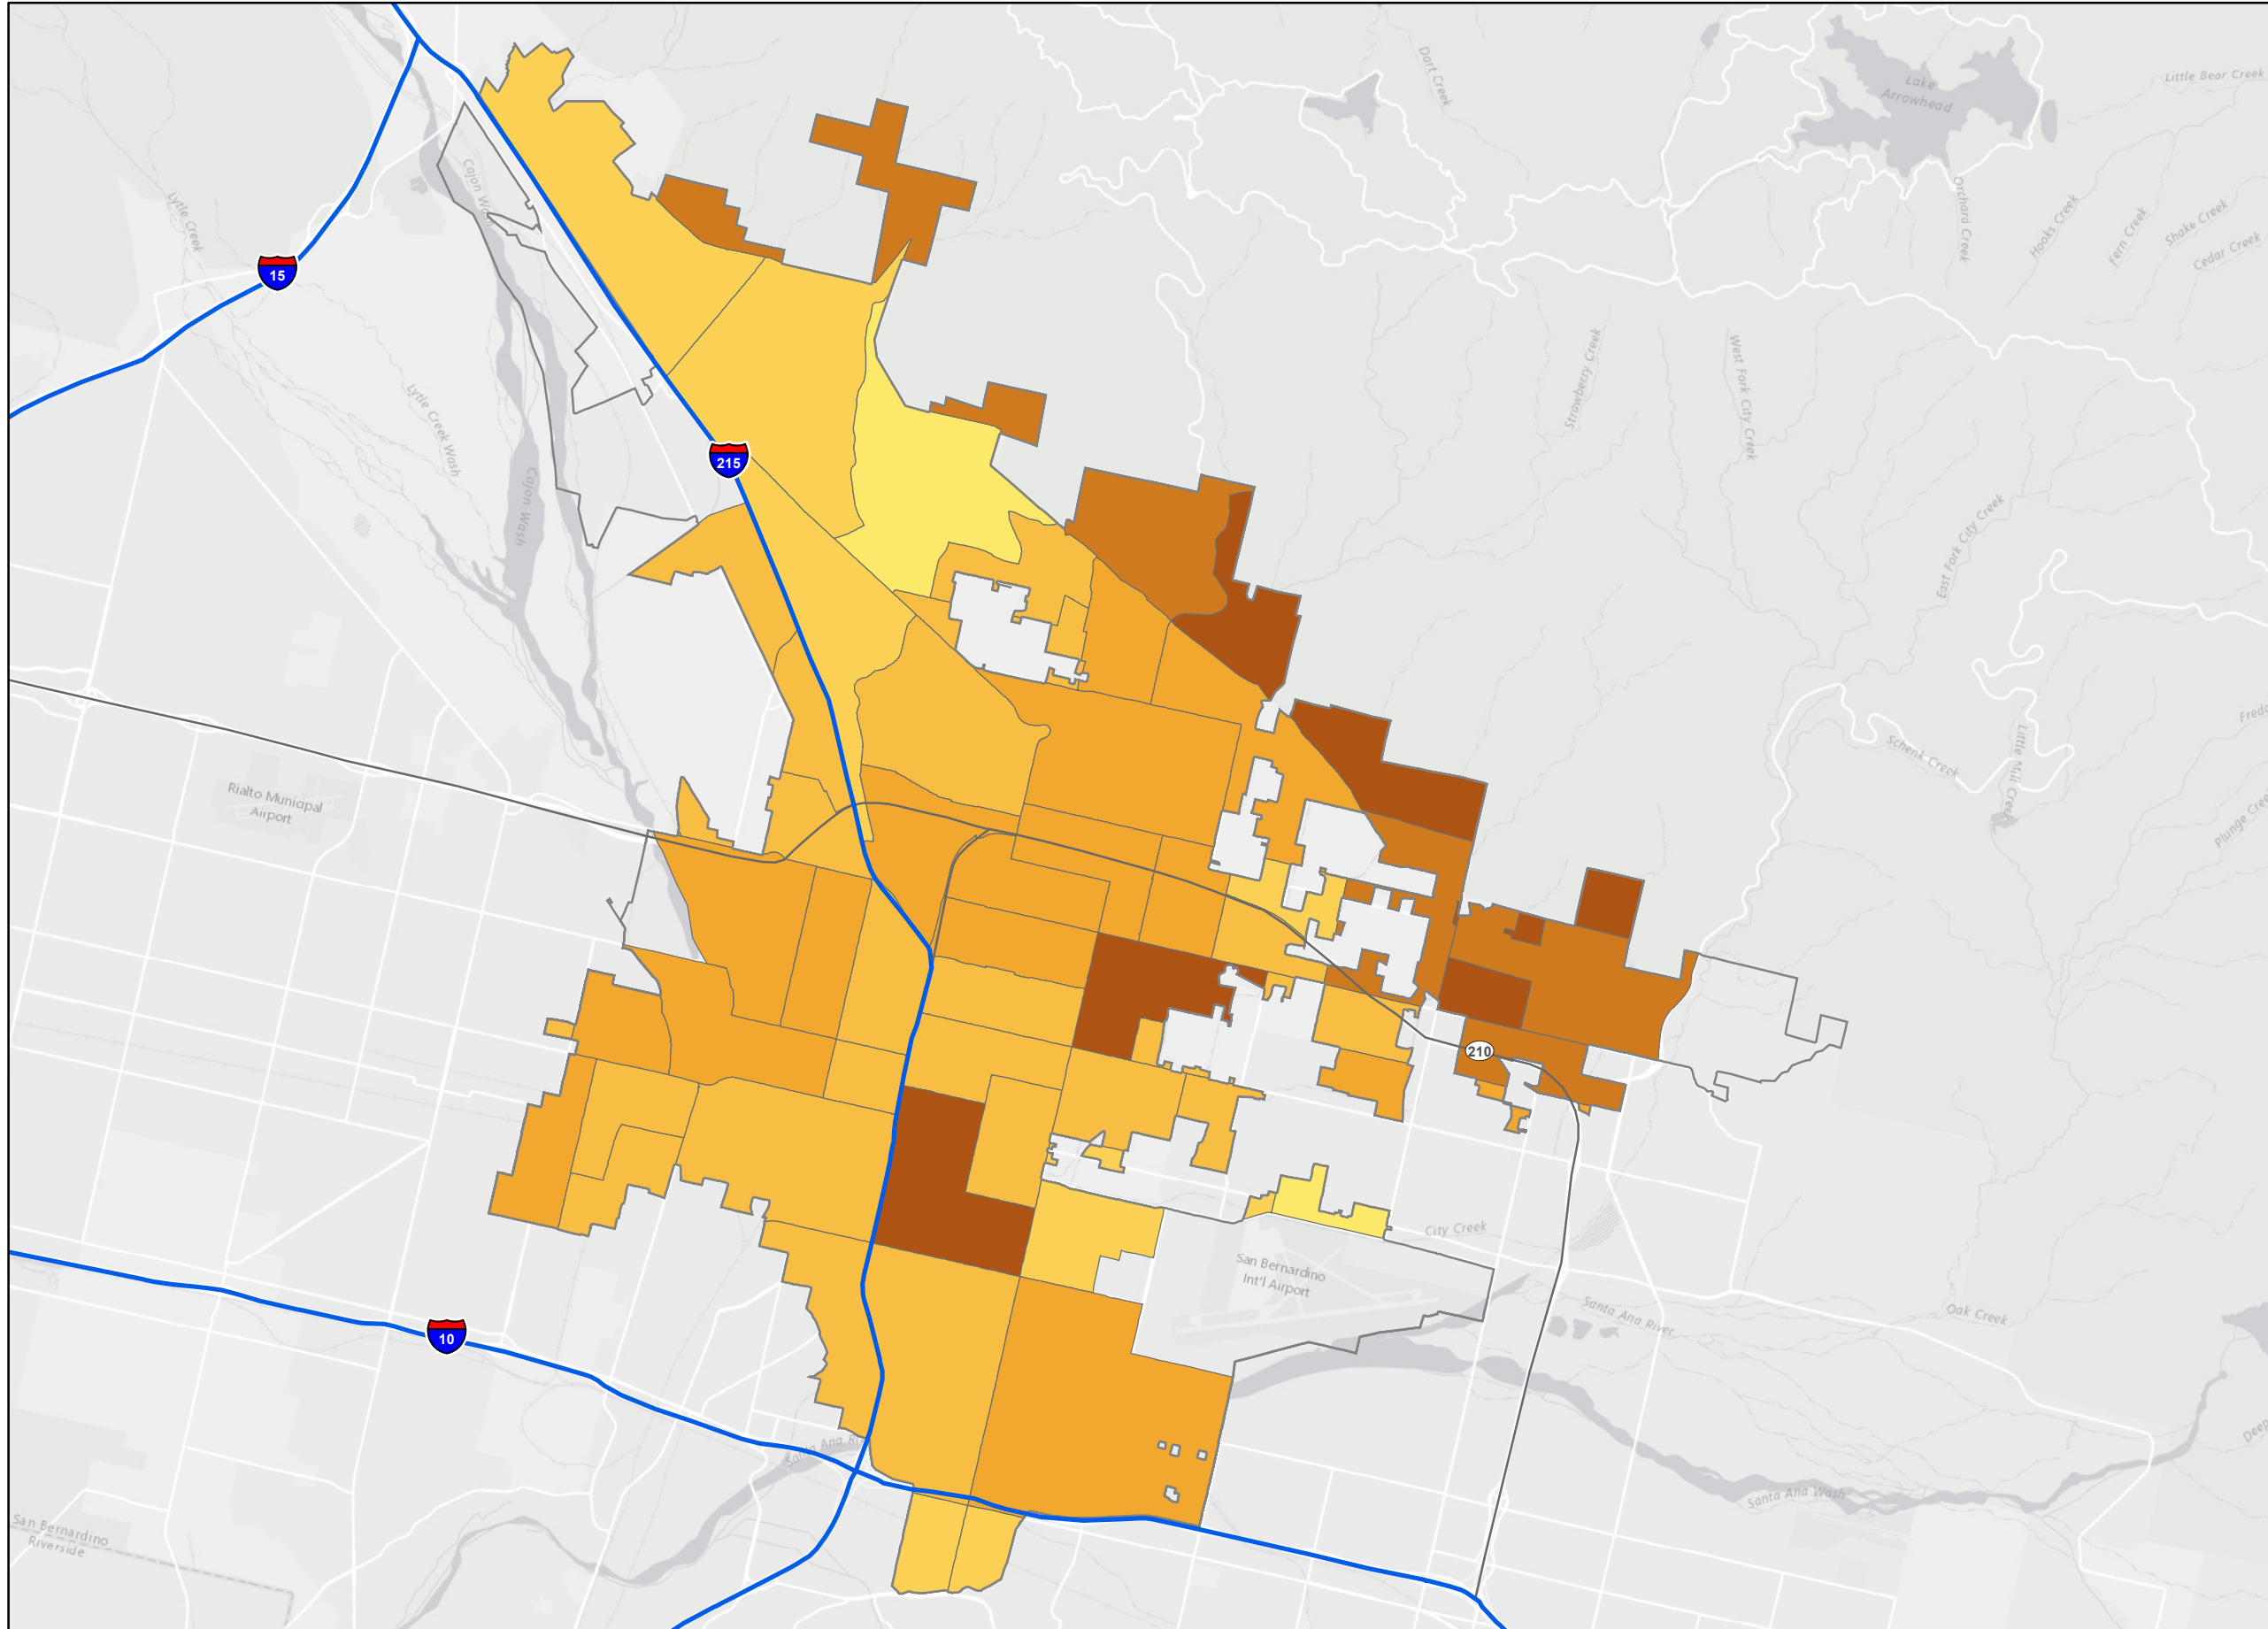 Lake
Arrowhead
Little Bear Creek
Dart Creek
Orchard Creek
Hooks Creek
Fern Creek
Shake Creek
Cedar Creek
Lytle Creek
15
Lytle Creek Wash
Cajon Wash
215
Strawberry Creek
West Fork City Creek
East Fork City Creek
Schenk Creek
Little Mill Creek
Rialto Municipal
Airport
210
City Creek
San Bernardino
Int'l Airport
Santa Ana River
Oak Creek
10
Santa Ana Wash
San Bernardino
Riverside